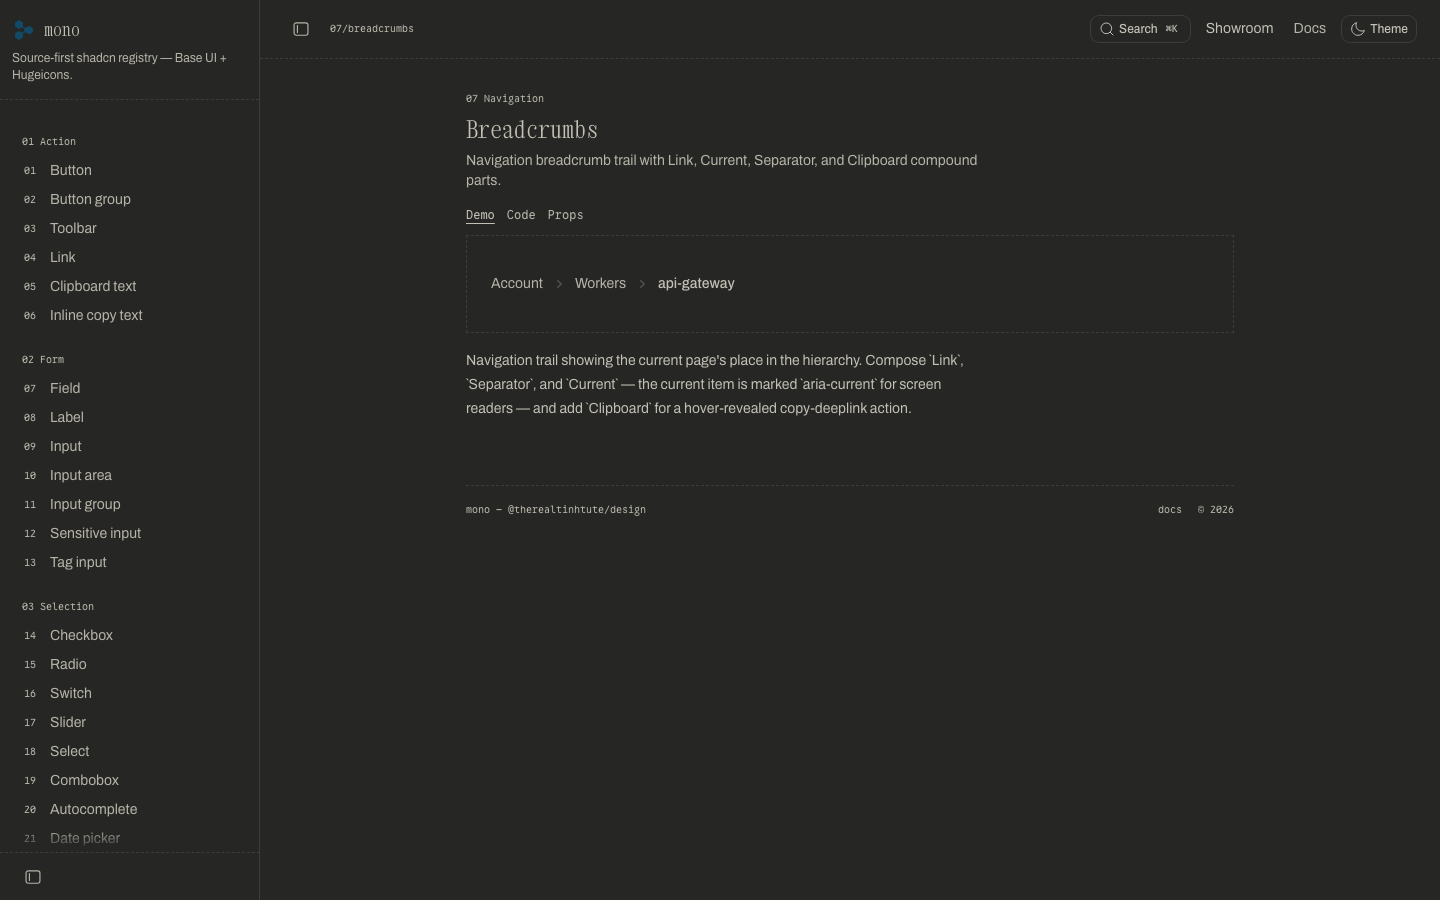 mono
Source-first shadcn registry — Base UI +
Hugeicons.
01 Action
01 Button
02 Button group
03 Toolbar
04 Link
05 Clipboard text
06 Inline copy text
02 Form
07 Field
08 Label
09 Input
10 Input area
11 Input group
12 Sensitive input
13 Tag input
03 Selection
14 Checkbox
15 Radio
16 Switch
17 Slider
18 Select
19 Combobox
20 Autocomplete
21 Date picker
07/breadcrumbs
Search ⌘K
Showroom
Docs
Theme
07 Navigation
Breadcrumbs
Navigation breadcrumb trail with Link, Current, Separator, and Clipboard compound
parts.
Demo Code Props
Account > Workers > api-gateway
Navigation trail showing the current page's place in the hierarchy. Compose `Link`,
`Separator`, and `Current` — the current item is marked `aria-current` for screen
readers — and add `Clipboard` for a hover-revealed copy-deeplink action.
mono — @therealtinhtute/design
docs © 2026